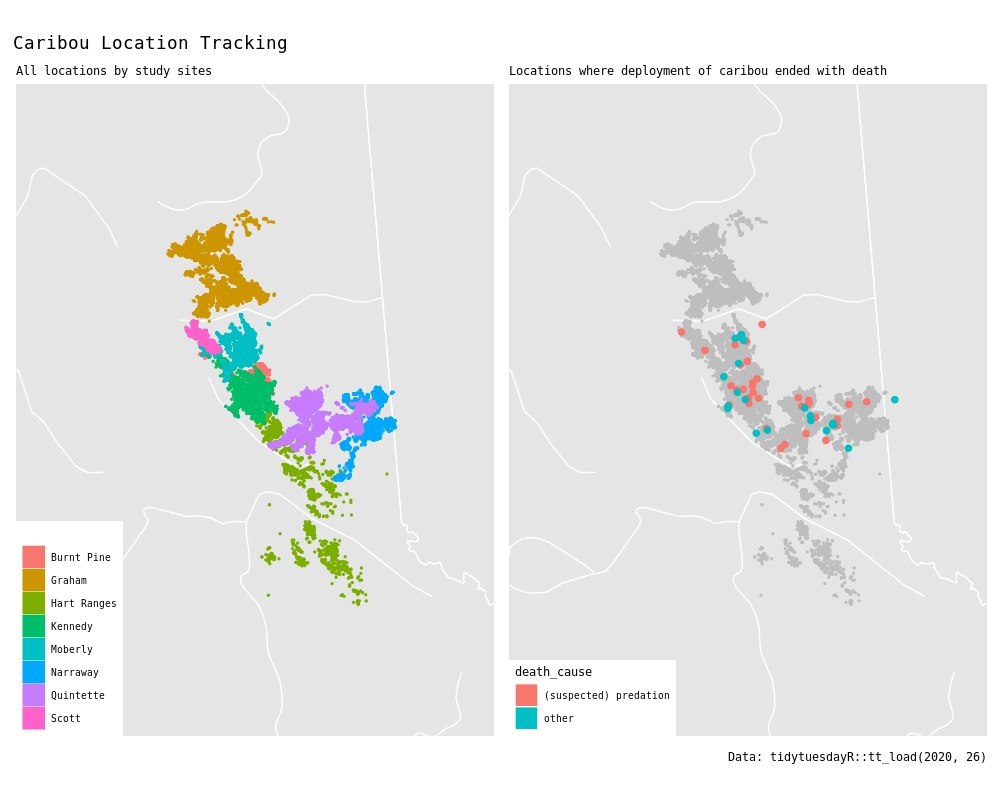 Caribou Location Tracking
All locations by study sites
Burnt Pine
Graham
Hart Ranges
Kennedy
Moberly
Narraway
Quintette
Scott
Locations where deployment of caribou ended with death
death_cause
(suspected) predation
other
Data: tidytuesdayR::tt_load(2020, 26)